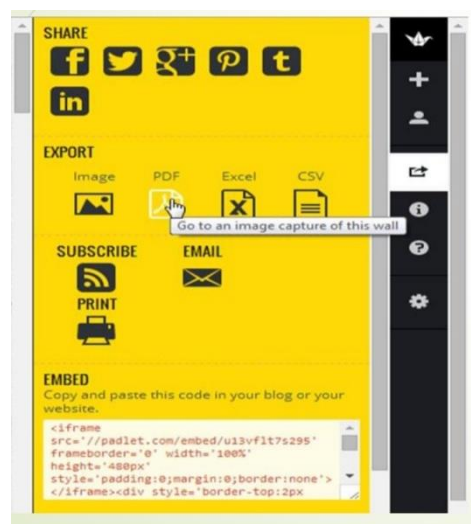 SHARE
EXPORT
Image PDF Excel CSV
Go to an image capture of this wall
SUBSCRIBE EMAIL
PRINT
EMBED
Copy and paste this code in your blog or your
website.
<iframe
src='//padlet.com/embed/u13vflt7s295'
frameborder='0' width='100%'
height='480px'
style='padding:0;margin:0;border:none'>
</iframe><div style='border-top:2px